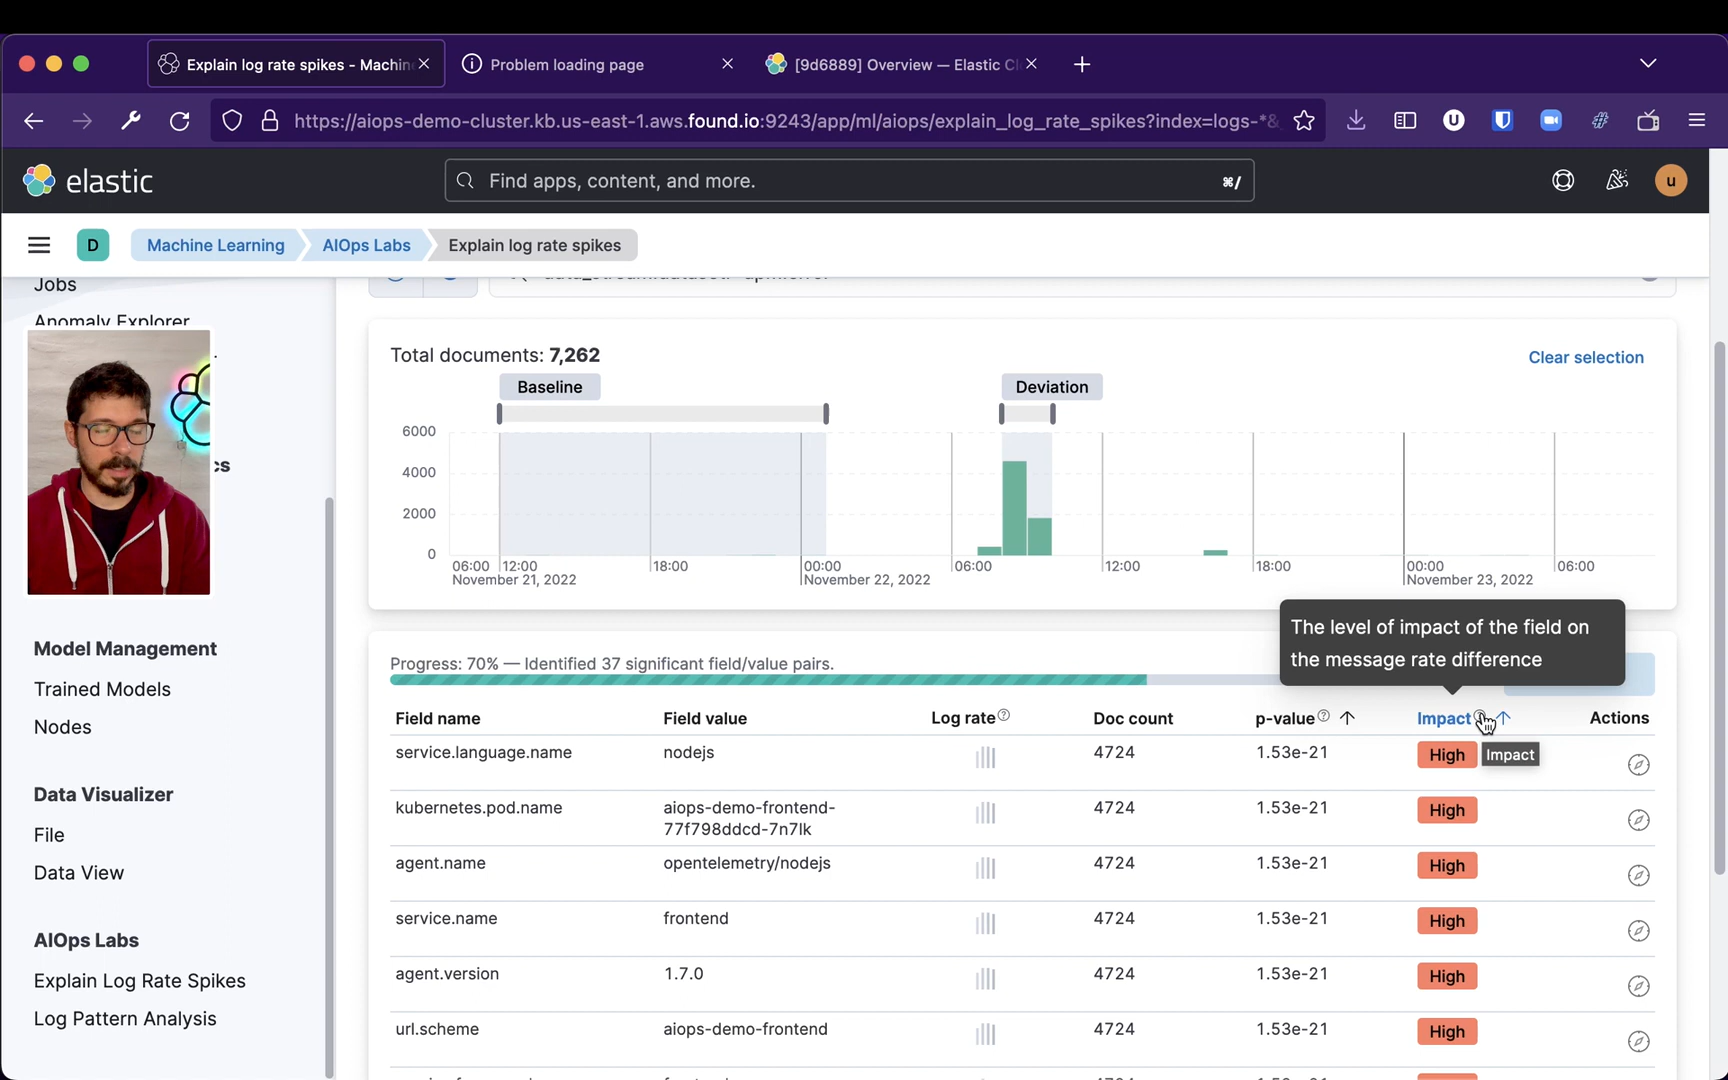 Explain log rate spikes - Machin
Problem loading page
[9d6889] Overview — Elastic Cl
https://aiops-demo-cluster.kb.us-east-1.aws.found.io:9243/app/ml/aiops/explain_log_rate_spikes?index=logs-*&
elastic
Find apps, content, and more.
⌘/
u
D
Machine Learning
AIOps Labs
Explain log rate spikes
Jobs
Anomaly Explorer
cs
Model Management
Trained Models
Nodes
Data Visualizer
File
Data View
AIOps Labs
Explain Log Rate Spikes
Log Pattern Analysis
Total documents: 7,262
Clear selection
Baseline
Deviation
6000
4000
2000
0
06:00 12:00 18:00 00:00 06:00 12:00 18:00 00:00 06:00
November 21, 2022 November 22, 2022 November 23, 2022
The level of impact of the field on
the message rate difference
Progress: 70% — Identified 37 significant field/value pairs.
Field name Field value Log rate Doc count p-value Impact Actions
service.language.name nodejs 4724 1.53e-21 High
Impact
kubernetes.pod.name aiops-demo-frontend-
77f798ddcd-7n7lk 4724 1.53e-21 High
agent.name opentelemetry/nodejs 4724 1.53e-21 High
service.name frontend 4724 1.53e-21 High
agent.version 1.7.0 4724 1.53e-21 High
url.scheme aiops-demo-frontend 4724 1.53e-21 High